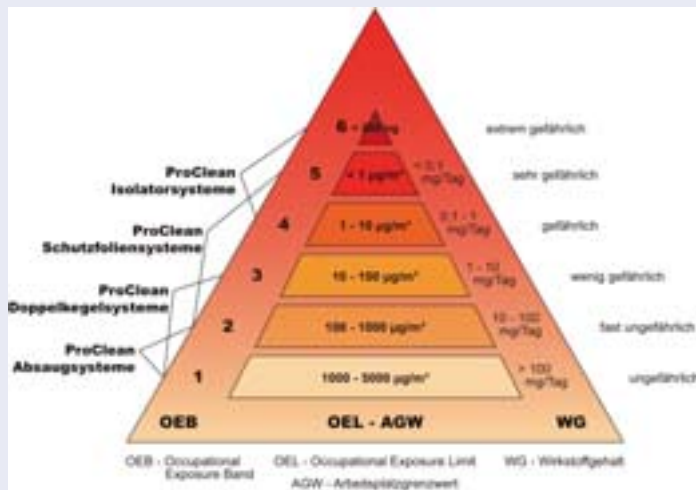 6
extrem gefährlich
ProClean
Isolatorsysteme
5
< 1 µg/m³
< 0,1
mg/Tag
sehr gefährlich
ProClean
Schutzfoliensysteme
4
1 - 10 µg/m³
0,1 - 1
mg/Tag
gefährlich
ProClean
Doppelkegelsysteme
3
10 - 100 µg/m³
1 - 10
mg/Tag
wenig gefährlich
ProClean
Absaugsysteme
2
100 - 1000 µg/m³
10 - 100
mg/Tag
fast ungefährlich
1
1000 - 5000 µg/m³
> 100
mg/Tag
ungefährlich
OEB
OEL - AGW
WG
OEB - Occupational
Exposure Band
OEL - Occupational Exposure Limit
AGW - Arbeitsplatzgrenzwert
WG - Wirkstoffgehalt